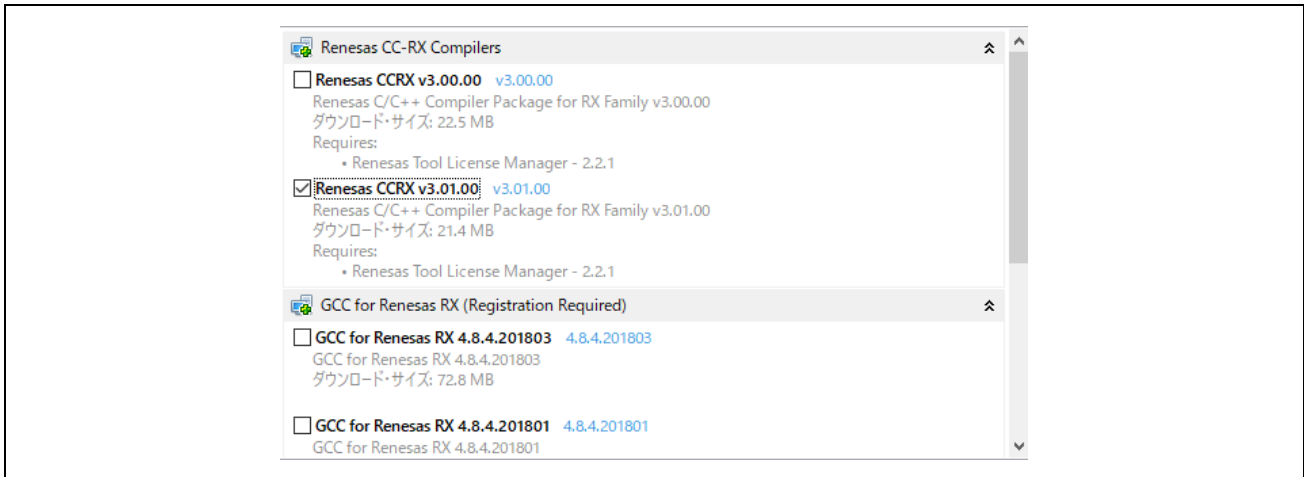 Renesas CC-RX Compilers
Renesas CCRX v3.00.00 v3.00.00
Renesas C/C++ Compiler Package for RX Family v3.00.00
ダウンロード・サイズ: 22.5 MB
Requires:
• Renesas Tool License Manager - 2.2.1
Renesas CCRX v3.01.00 v3.01.00
Renesas C/C++ Compiler Package for RX Family v3.01.00
ダウンロード・サイズ: 21.4 MB
Requires:
• Renesas Tool License Manager - 2.2.1
GCC for Renesas RX (Registration Required)
GCC for Renesas RX 4.8.4.201803 4.8.4.201803
GCC for Renesas RX 4.8.4.201803
ダウンロード・サイズ: 72.8 MB
GCC for Renesas RX 4.8.4.201801 4.8.4.201801
GCC for Renesas RX 4.8.4.201801